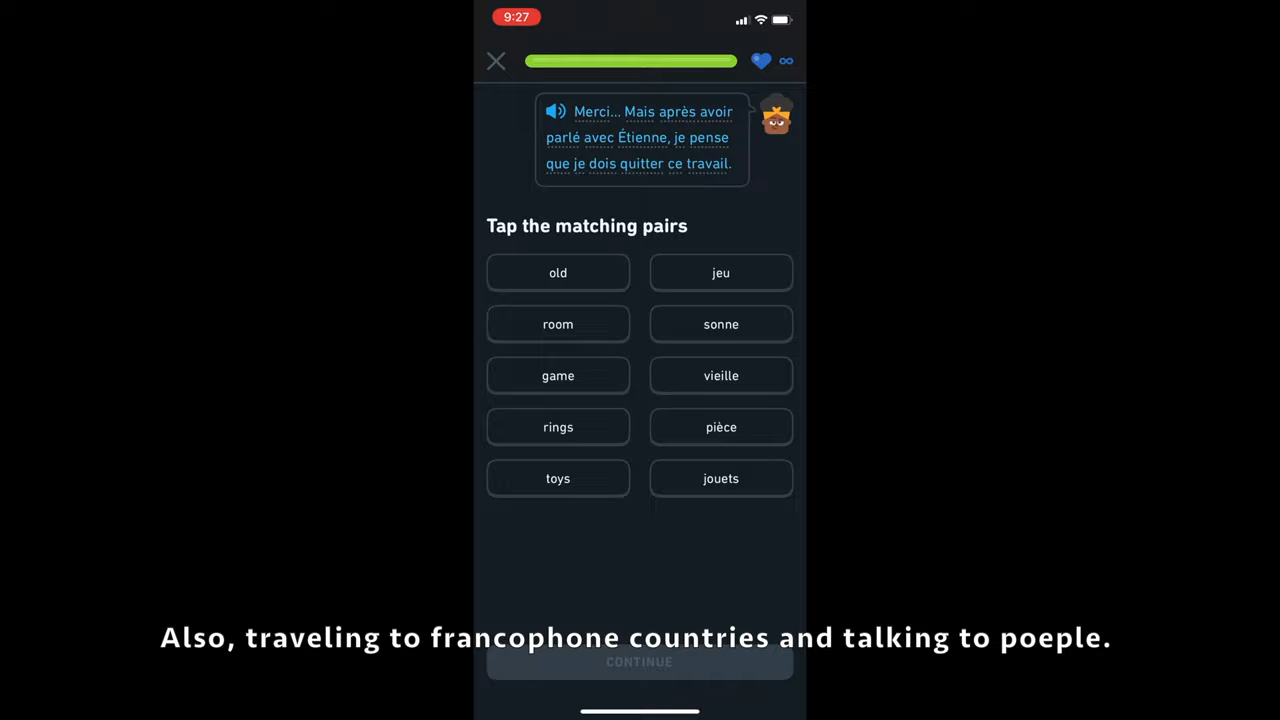 9:27
∞
Merci... Mais après avoir
parlé avec Étienne, je pense
que je dois quitter ce travail.
Tap the matching pairs
old jeu
room sonne
game vieille
rings pièce
toys jouets
Also, traveling to francophone countries and talking to poeple.
CONTINUE